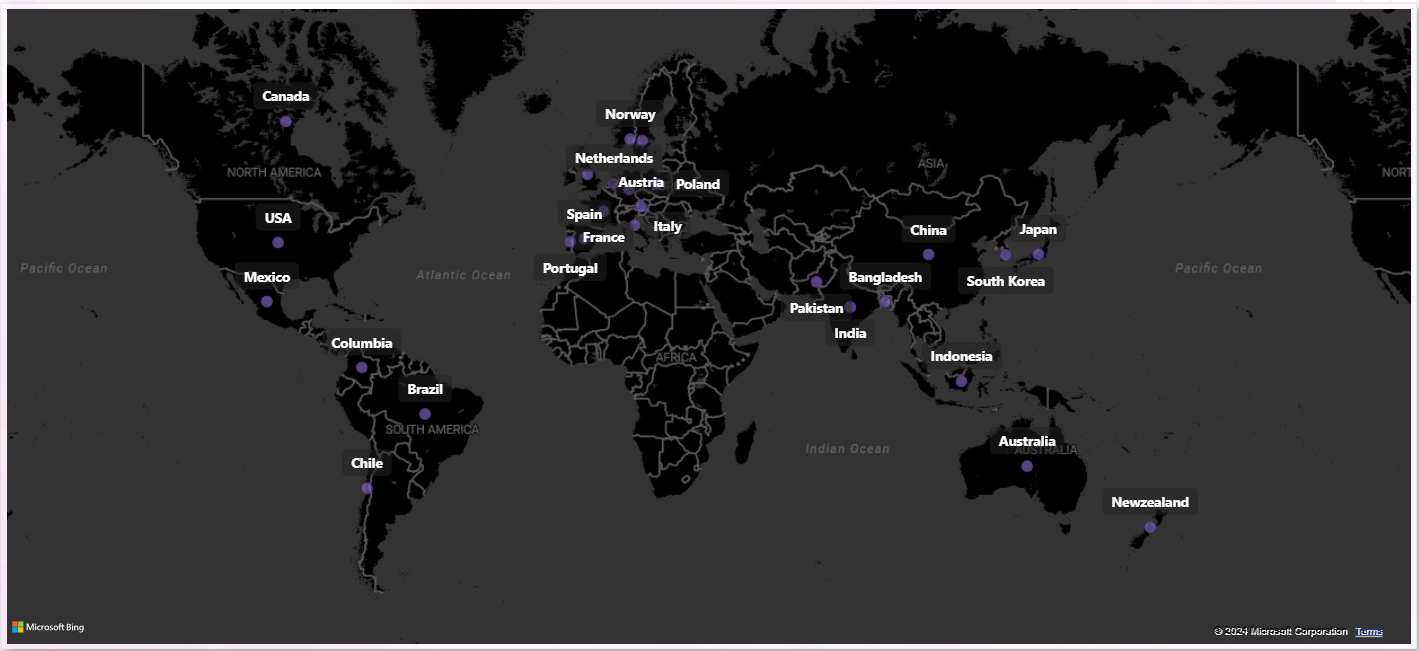 Canada
Norway
Netherlands
ASIA
NORTH AMERICA
NORT
Austria
Poland
USA
Spain
Italy
China
Japan
France
Pacific Ocean
Atlantic Ocean
Portugal
Pacific Ocean
Mexico
Bangladesh
South Korea
Pakistan
India
Columbia
AFRICA
Indonesia
Brazil
SOUTH AMERICA
Australia
AUSTRALIA
Indian Ocean
Chile
Newzealand
Microsoft Bing
© 2024 Microsoft Corporation Terms